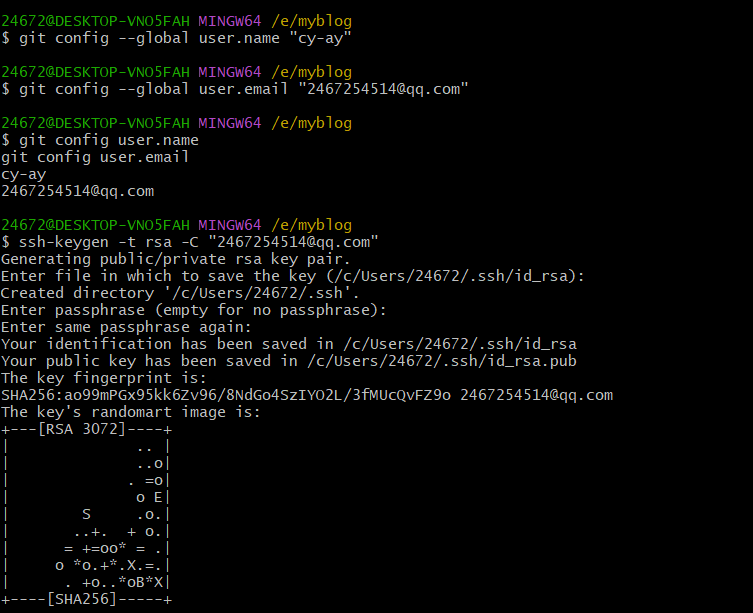 24672@DESKTOP-VNO5FAH MINGW64 /e/myblog
$ git config --global user.name "cy-ay"

24672@DESKTOP-VNO5FAH MINGW64 /e/myblog
$ git config --global user.email "2467254514@qq.com"

24672@DESKTOP-VNO5FAH MINGW64 /e/myblog
$ git config user.name
git config user.email
cy-ay
2467254514@qq.com

24672@DESKTOP-VNO5FAH MINGW64 /e/myblog
$ ssh-keygen -t rsa -C "2467254514@qq.com"
Generating public/private rsa key pair.
Enter file in which to save the key (/c/Users/24672/.ssh/id_rsa):
Created directory '/c/Users/24672/.ssh'.
Enter passphrase (empty for no passphrase):
Enter same passphrase again:
Your identification has been saved in /c/Users/24672/.ssh/id_rsa
Your public key has been saved in /c/Users/24672/.ssh/id_rsa.pub
The key fingerprint is:
SHA256:ao99mPGx95kk6Zv96/8NdGo4SzIYO2L/3fMUcQvFZ9o 2467254514@qq.com
The key's randomart image is:
+---[RSA 3072]----+
|               .. |
|               ..o|
|              . =o|
|               o E|
|         S     .o.|
|        ..+.  + o.|
|       = +=oo* = .|
|      o *o.+*.X.=.|
|       . +o..*oB*X|
+----[SHA256]-----+